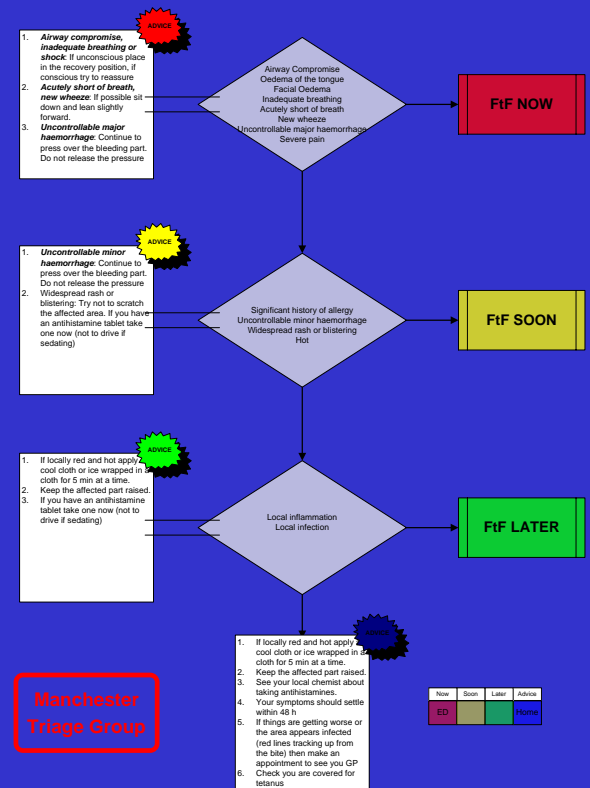 ADVICE
1. Airway compromise,
inadequate breathing or
shock: If unconscious place
in the recovery position, if
conscious try to reassure
2. Acutely short of breath,
new wheeze: If possible sit
down and lean slightly
forward.
3. Uncontrollable major
haemorrhage: Continue to
press over the bleeding part.
Do not release the pressure
Airway Compromise
Oedema of the tongue
Facial Oedema
Inadequate breathing
Acutely short of breath
New wheeze
Uncontrollable major haemorrhage
Severe pain
FtF NOW
ADVICE
1. Uncontrollable minor
haemorrhage: Continue to
press over the bleeding part.
Do not release the pressure
2. Widespread rash or
blistering: Try not to scratch
the affected area. If you have
an antihistamine tablet take
one now (not to drive if
sedating)
Significant history of allergy
Uncontrollable minor haemorrhage
Widespread rash or blistering
Hot
FtF SOON
ADVICE
1. If locally red and hot apply
cool cloth or ice wrapped in a
cloth for 5 min at a time.
2. Keep the affected part raised.
3. If you have an antihistamine
tablet take one now (not to
drive if sedating)
Local inflammation
Local infection
FtF LATER
ADVICE
1. If locally red and hot apply
cool cloth or ice wrapped in a
cloth for 5 min at a time.
2. Keep the affected part raised.
3. See your local chemist about
taking antihistamines.
4. Your symptoms should settle
within 48 h
5. If things are getting worse or
the area appears infected
(red lines tracking up from
the bite) then make an
appointment to see you GP
6. Check you are covered for
tetanus
Manchester
Triage Group
Now Soon Later Advice
ED Home